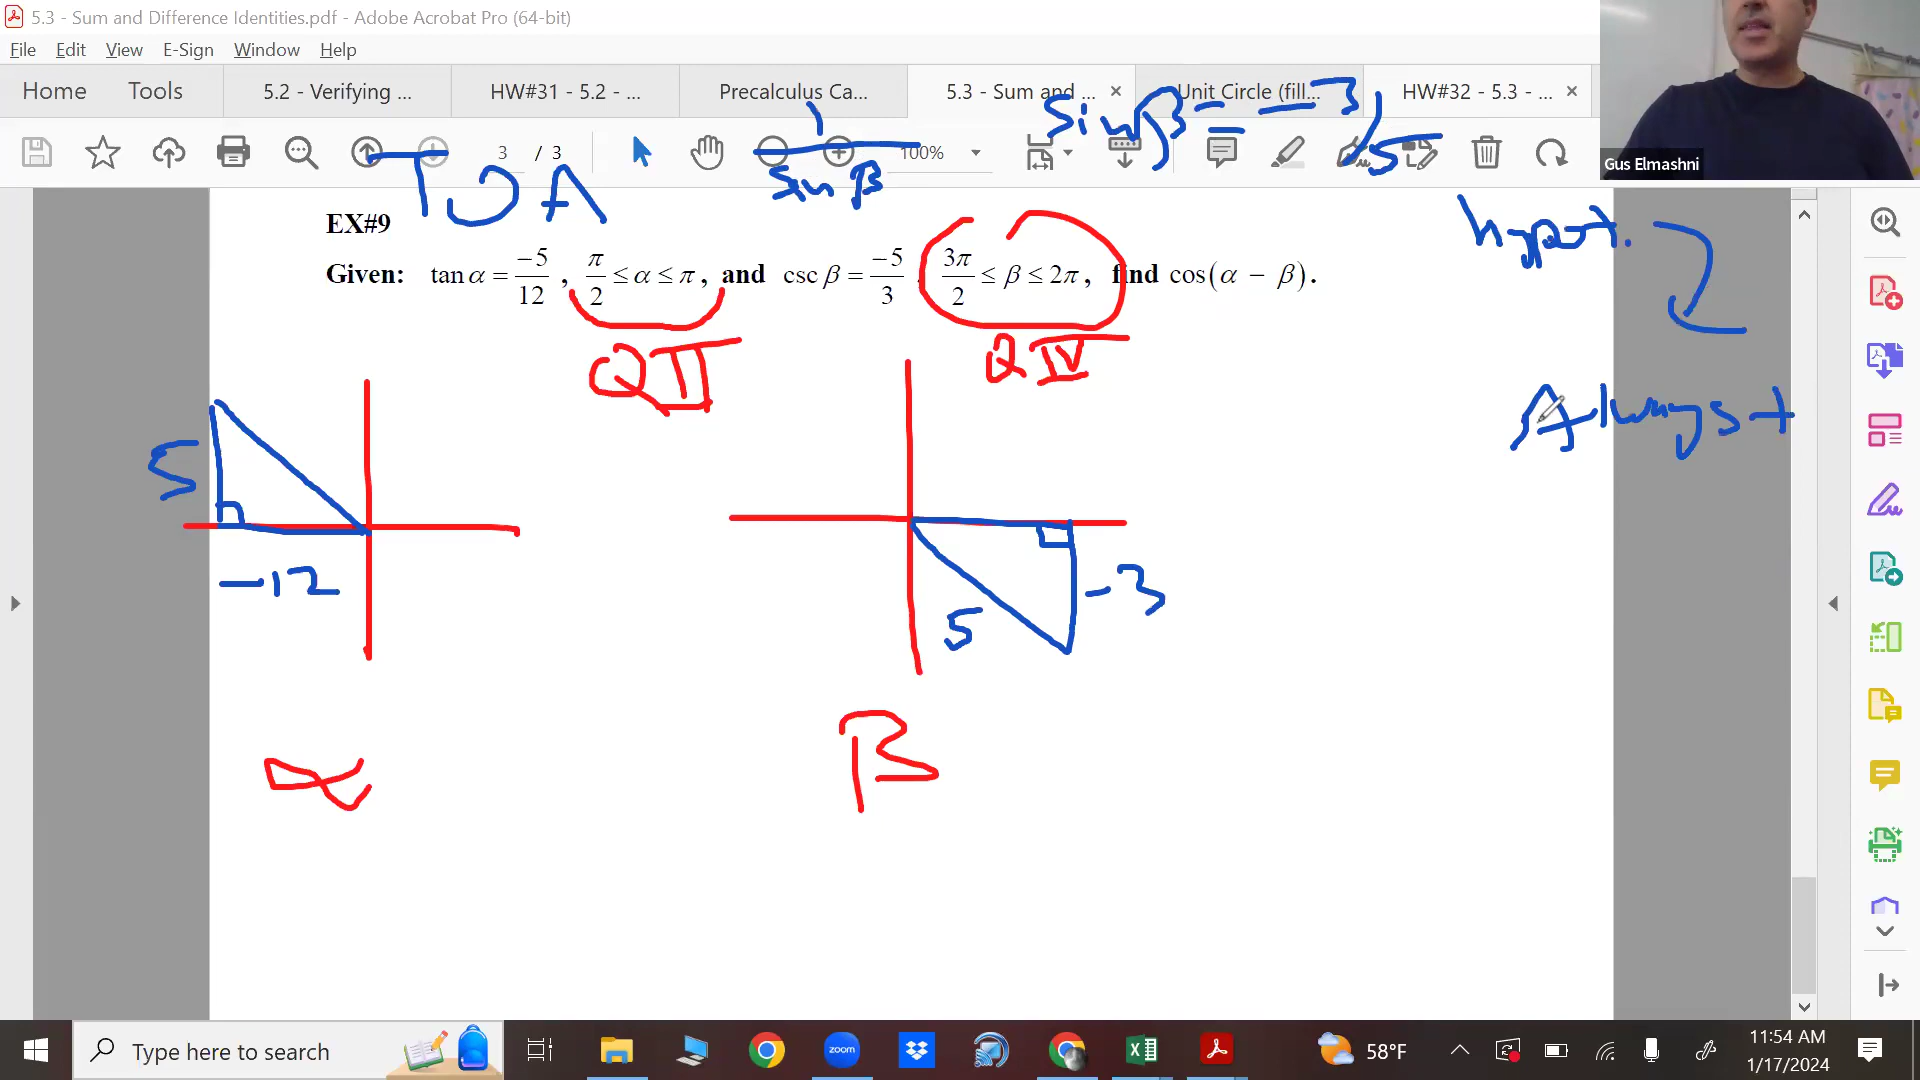 5.3 - Sum and Difference Identities.pdf - Adobe Acrobat Pro (64-bit)
File Edit View E-Sign Window Help
Home Tools 5.2 - Verifying ... HW#31 - 5.2 - ... Precalculus Ca... 5.3 - Sum and ... × Unit Circle (fill... HW#32 - 5.3 - ... ×
3 / 3 100%
TOA
1/sin β
sin β = -3/5
Gus Elmashni
hypot.
Always +
EX#9
Given: tan α = -5/12 , π/2 ≤ α ≤ π , and csc β = -5/3 , 3π/2 ≤ β ≤ 2π , find cos(α − β).
Q II
Q IV
5
-12
5
-3
α
β
Type here to search
58°F
11:54 AM
1/17/2024